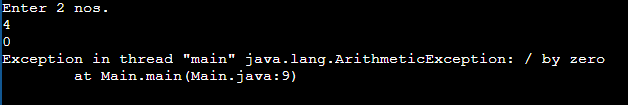 Enter 2 nos.
4
0
Exception in thread "main" java.lang.ArithmeticException: / by zero
at Main.main(Main.java:9)